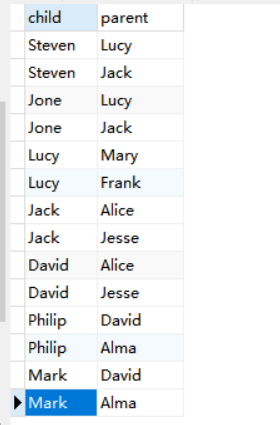 child parent
Steven Lucy
Steven Jack
Jone Lucy
Jone Jack
Lucy Mary
Lucy Frank
Jack Alice
Jack Jesse
David Alice
David Jesse
Philip David
Philip Alma
Mark David
Mark Alma